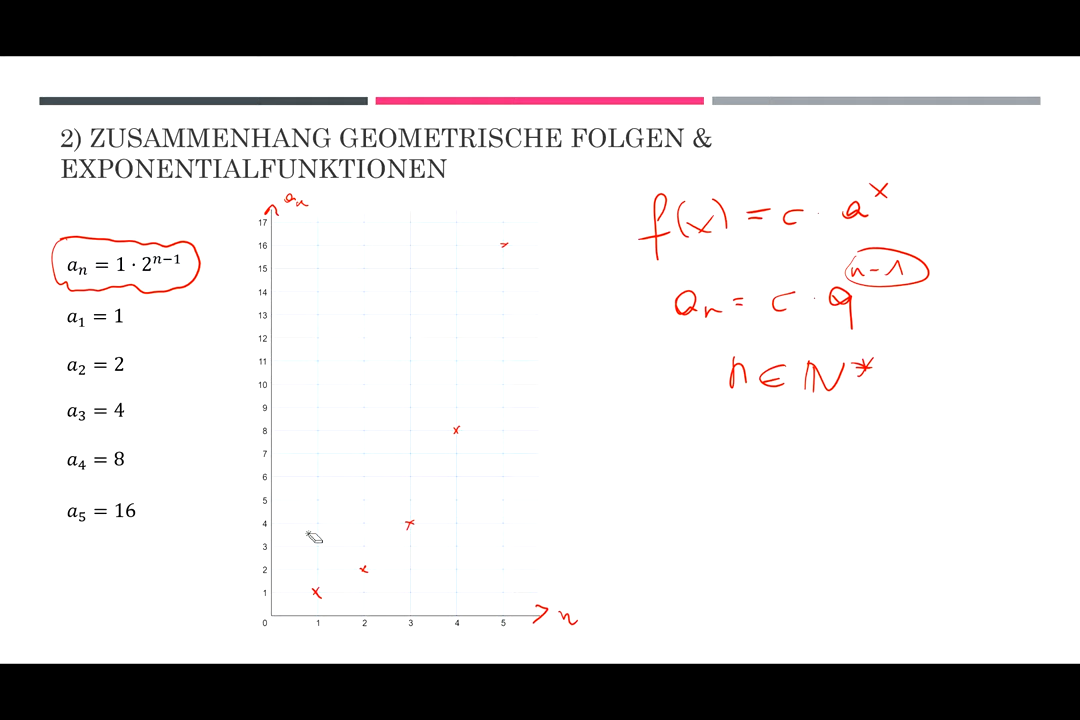 2) ZUSAMMENHANG GEOMETRISCHE FOLGEN &
EXPONENTIALFUNKTIONEN
aₙ = 1 · 2ⁿ⁻¹
a₁ = 1
a₂ = 2
a₃ = 4
a₄ = 8
a₅ = 16
aₙ
17
16
15
14
13
12
11
10
9
8
7
6
5
4
3
2
1
0 1 2 3 4 5
n
f(x) = c · aˣ
aₙ = c · qⁿ⁻¹
n ∈ ℕ*